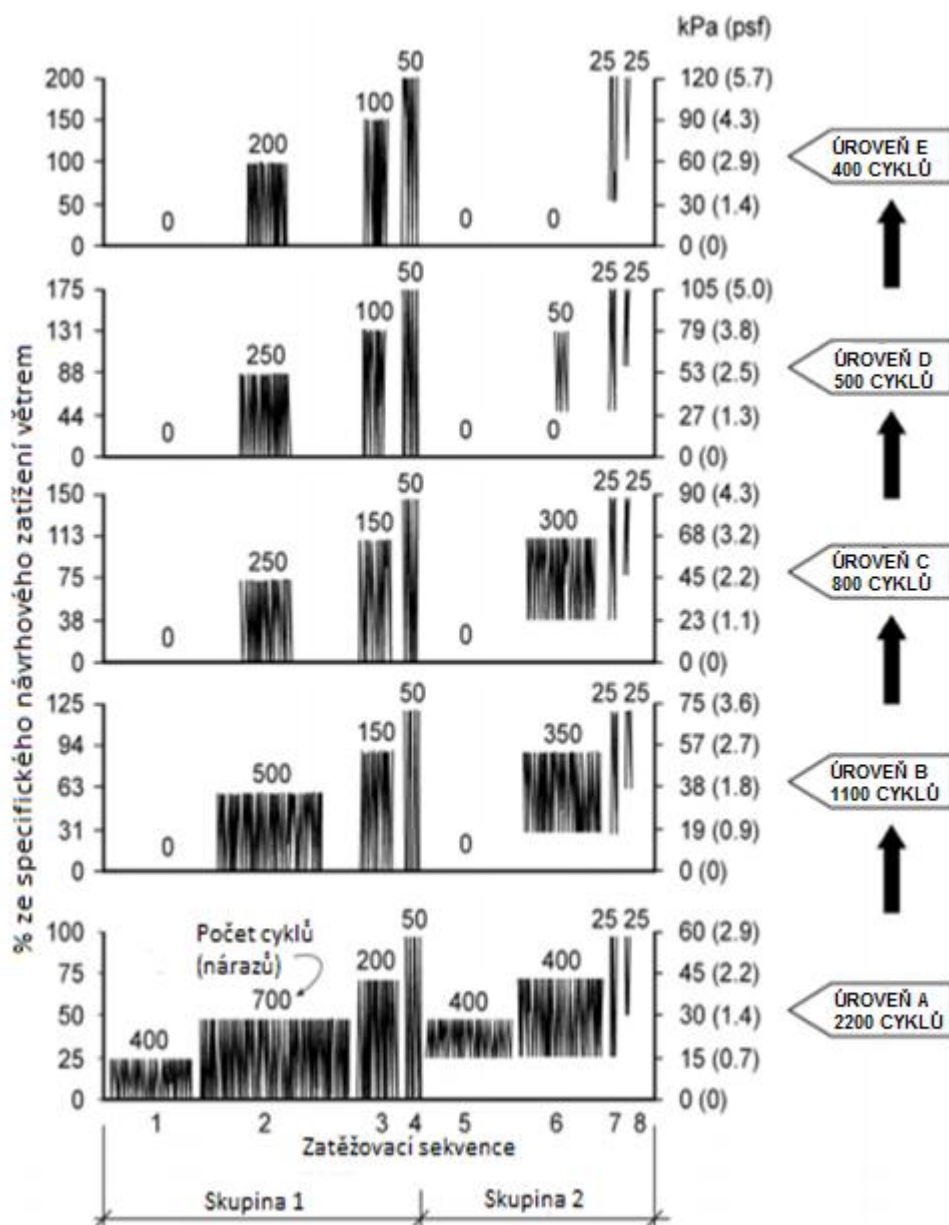 kPa (psf)
50 25 25
200 120 (5.7)
100
150 90 (4.3)
200
100 60 (2.9)
50 30 (1.4)
0 0 0
0 0 (0)
ÚROVEŇ E
400 CYKLŮ
50 25 25
175 105 (5.0)
100 50
131 79 (3.8)
250
88 53 (2.5)
44 27 (1.3)
0 0 0
0 0 (0)
ÚROVEŇ D
500 CYKLŮ
50 25 25
150 90 (4.3)
150 300
113 68 (3.2)
250
75 45 (2.2)
38 23 (1.1)
0 0
0 0 (0)
ÚROVEŇ C
800 CYKLŮ
50 25 25
125 75 (3.6)
150 350
94 57 (2.7)
500
63 38 (1.8)
31 19 (0.9)
0 0
0 0 (0)
ÚROVEŇ B
1100 CYKLŮ
50 25 25
100 60 (2.9)
Počet cyklů
(nárazů)
200 400
75 45 (2.2)
700
50 30 (1.4)
400 400
25 15 (0.7)
0 0 (0)
ÚROVEŇ A
2200 CYKLŮ
1 2 3 4 5 6 7 8
Zatěžovací sekvence
Skupina 1 Skupina 2
% ze specifického návrhového zatížení větrem